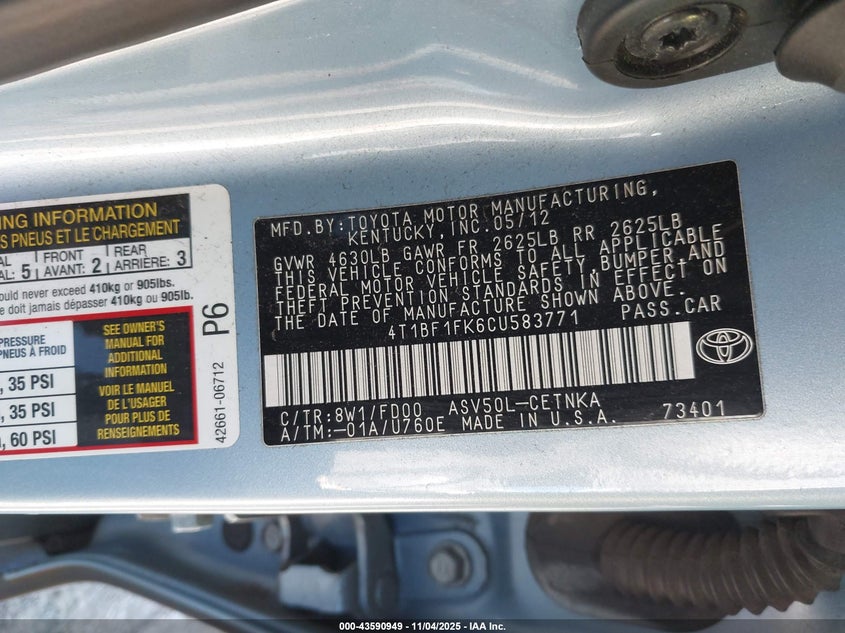 NG INFORMATION
ES PNEUS ET LE CHARGEMENT
AL : 5 FRONT AVANT: 2 REAR ARRIÈRE: 3
ould never exceed 410kg or 905lbs.
e doit jamais dépasser 410kg ou 905lb.
RESSURE
PNEUS À FROID
, 35 PSI
, 35 PSI
, 60 PSI
SEE OWNER'S
MANUAL FOR
ADDITIONAL
INFORMATION
VOIR LE MANUEL
DE L'USAGER
POUR PLUS DE
RENSEIGNEMENTS
P6
42661-06712
MFD.BY:TOYOTA MOTOR MANUFACTURING,
KENTUCKY, INC.05/12
GVWR 4630LB GAWR FR 2625LB RR 2625LB
THIS VEHICLE CONFORMS TO ALL APPLICABLE
FEDERAL MOTOR VEHICLE SAFETY,BUMPER,AND
THEFT PREVENTION STANDARDS IN EFFECT ON
THE DATE OF MANUFACTURE SHOWN ABOVE.
4T1BF1FK6CU583771 PASS.CAR
C/TR:8W1/FD00 ASV50L-CETNKA
A/TM:-01A/U760E MADE IN U.S.A. 73401
000-43590949 - 11/04/2025 - IAA Inc.